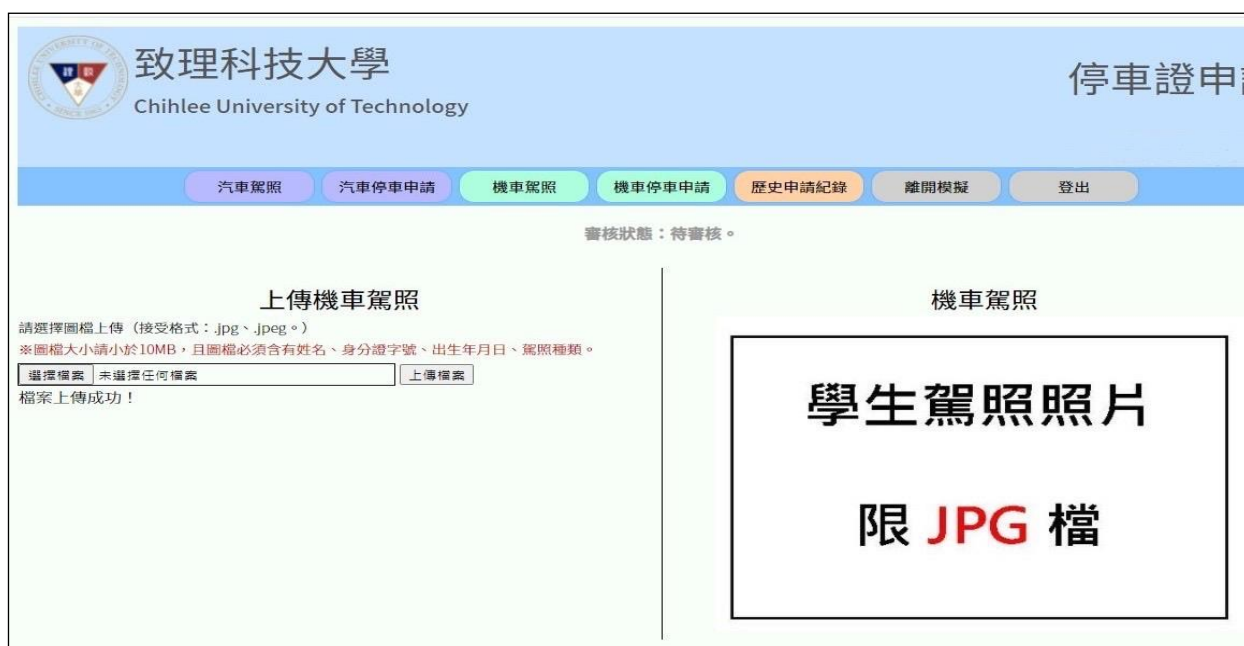 致理科技大學
Chihlee University of Technology
停車證申
汽車駕照
汽車停車申請
機車駕照
機車停車申請
歷史申請紀錄
離開模擬
登出
審核狀態：待審核。
上傳機車駕照
請選擇圖檔上傳（接受格式：.jpg、.jpeg。）
※圖檔大小請小於10MB，且圖檔必須含有姓名、身分證字號、出生年月日、駕照種類。
選擇檔案 未選擇任何檔案 上傳檔案
檔案上傳成功！
機車駕照
學生駕照照片
限 JPG 檔